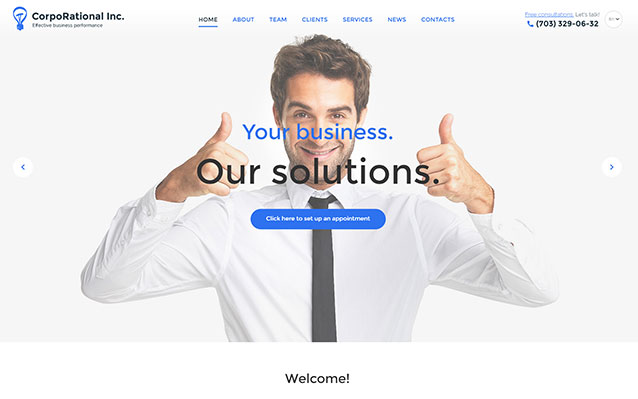 CorpoRational Inc.
Effective business performance
HOME ABOUT TEAM CLIENTS SERVICES NEWS CONTACTS
Free consultations. Let's talk!
(703) 329-06-32
En
Your business.
Our solutions.
Click here to set up an appointment
Welcome!